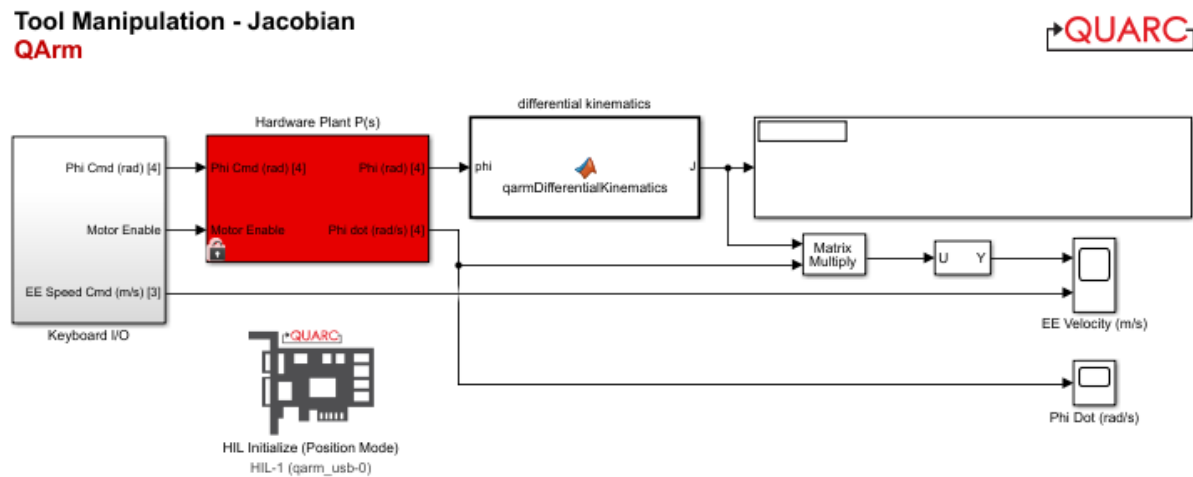 Tool Manipulation - Jacobian
QArm
QUARC
differential kinematics
Hardware Plant P(s)
Phi Cmd (rad) [4]
Phi Cmd (rad) [4]
Phi (rad) [4]
phi
qarmDifferentialKinematics
J
Motor Enable
Motor Enable
Phi dot (rad/s) [4]
Matrix
Multiply
U
Y
EE Speed Cmd (m/s) [3]
Keyboard I/O
EE Velocity (m/s)
QUARC
HIL Initialize (Position Mode)
HIL-1 (qarm_usb-0)
Phi Dot (rad/s)